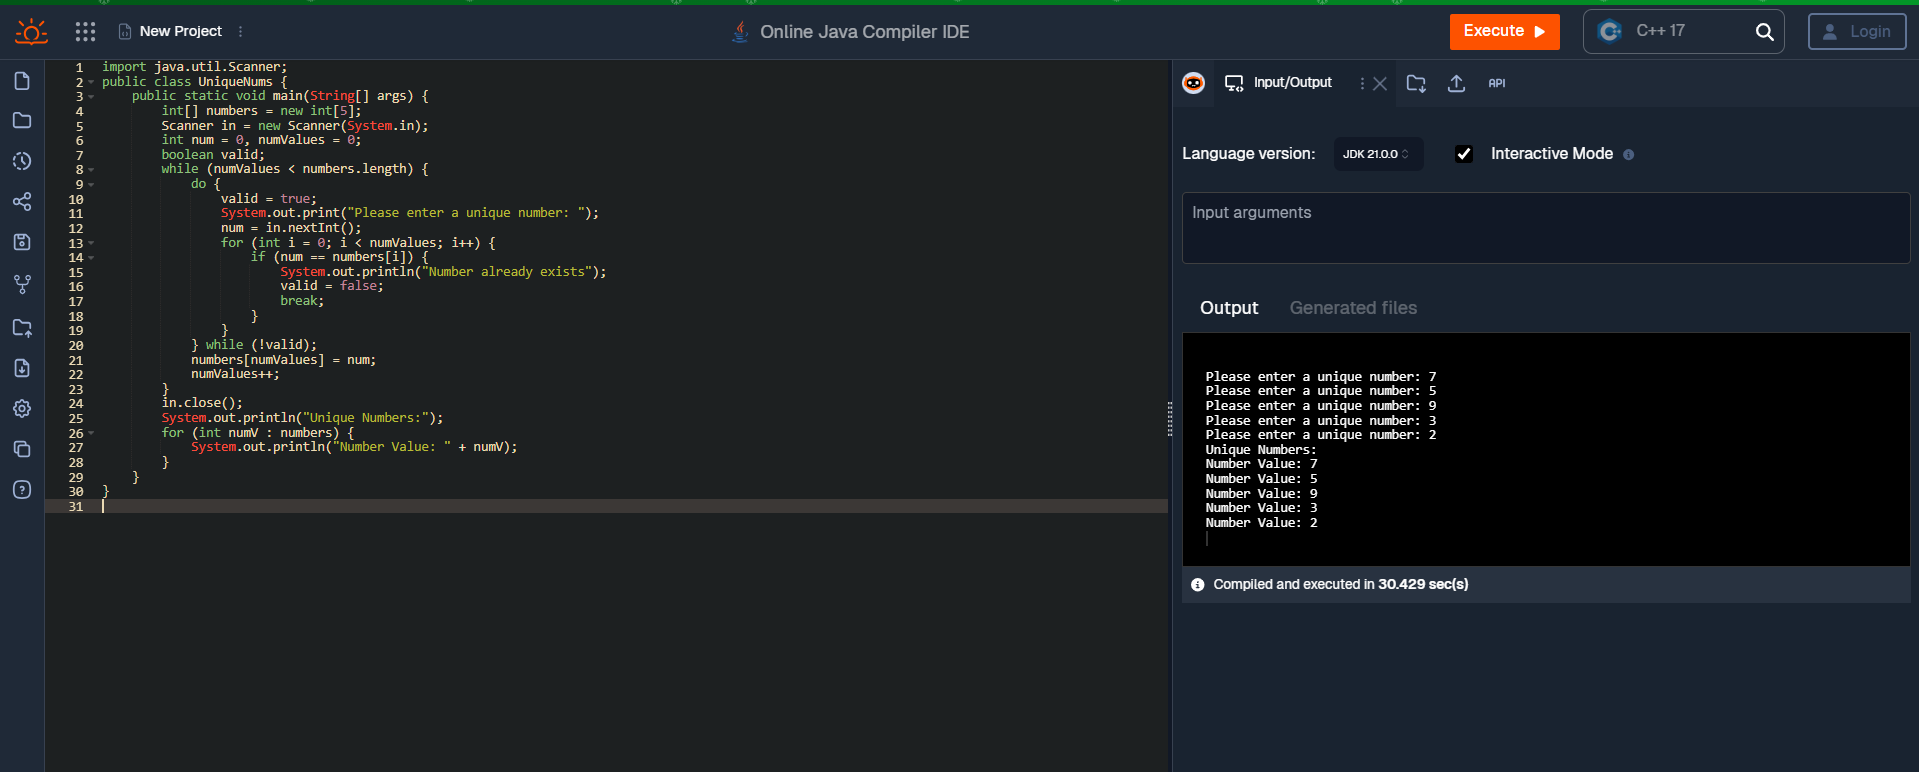 New Project
Online Java Compiler IDE
Execute
C++ 17
Login
1 import java.util.Scanner;
2 public class UniqueNums {
3     public static void main(String[] args) {
4         int[] numbers = new int[5];
5         Scanner in = new Scanner(System.in);
6         int num = 0, numValues = 0;
7         boolean valid;
8         while (numValues < numbers.length) {
9             do {
10                 valid = true;
11                 System.out.print("Please enter a unique number: ");
12                 num = in.nextInt();
13                 for (int i = 0; i < numValues; i++) {
14                     if (num == numbers[i]) {
15                         System.out.println("Number already exists");
16                         valid = false;
17                         break;
18                     }
19                 }
20             } while (!valid);
21             numbers[numValues] = num;
22             numValues++;
23         }
24         in.close();
25         System.out.println("Unique Numbers:");
26         for (int numV : numbers) {
27             System.out.println("Number Value: " + numV);
28         }
29     }
30 }
31
Input/Output
API
Language version:
JDK 21.0.0
Interactive Mode
Input arguments
Output
Generated files
Please enter a unique number: 7
Please enter a unique number: 5
Please enter a unique number: 9
Please enter a unique number: 3
Please enter a unique number: 2
Unique Numbers:
Number Value: 7
Number Value: 5
Number Value: 9
Number Value: 3
Number Value: 2
Compiled and executed in 30.429 sec(s)